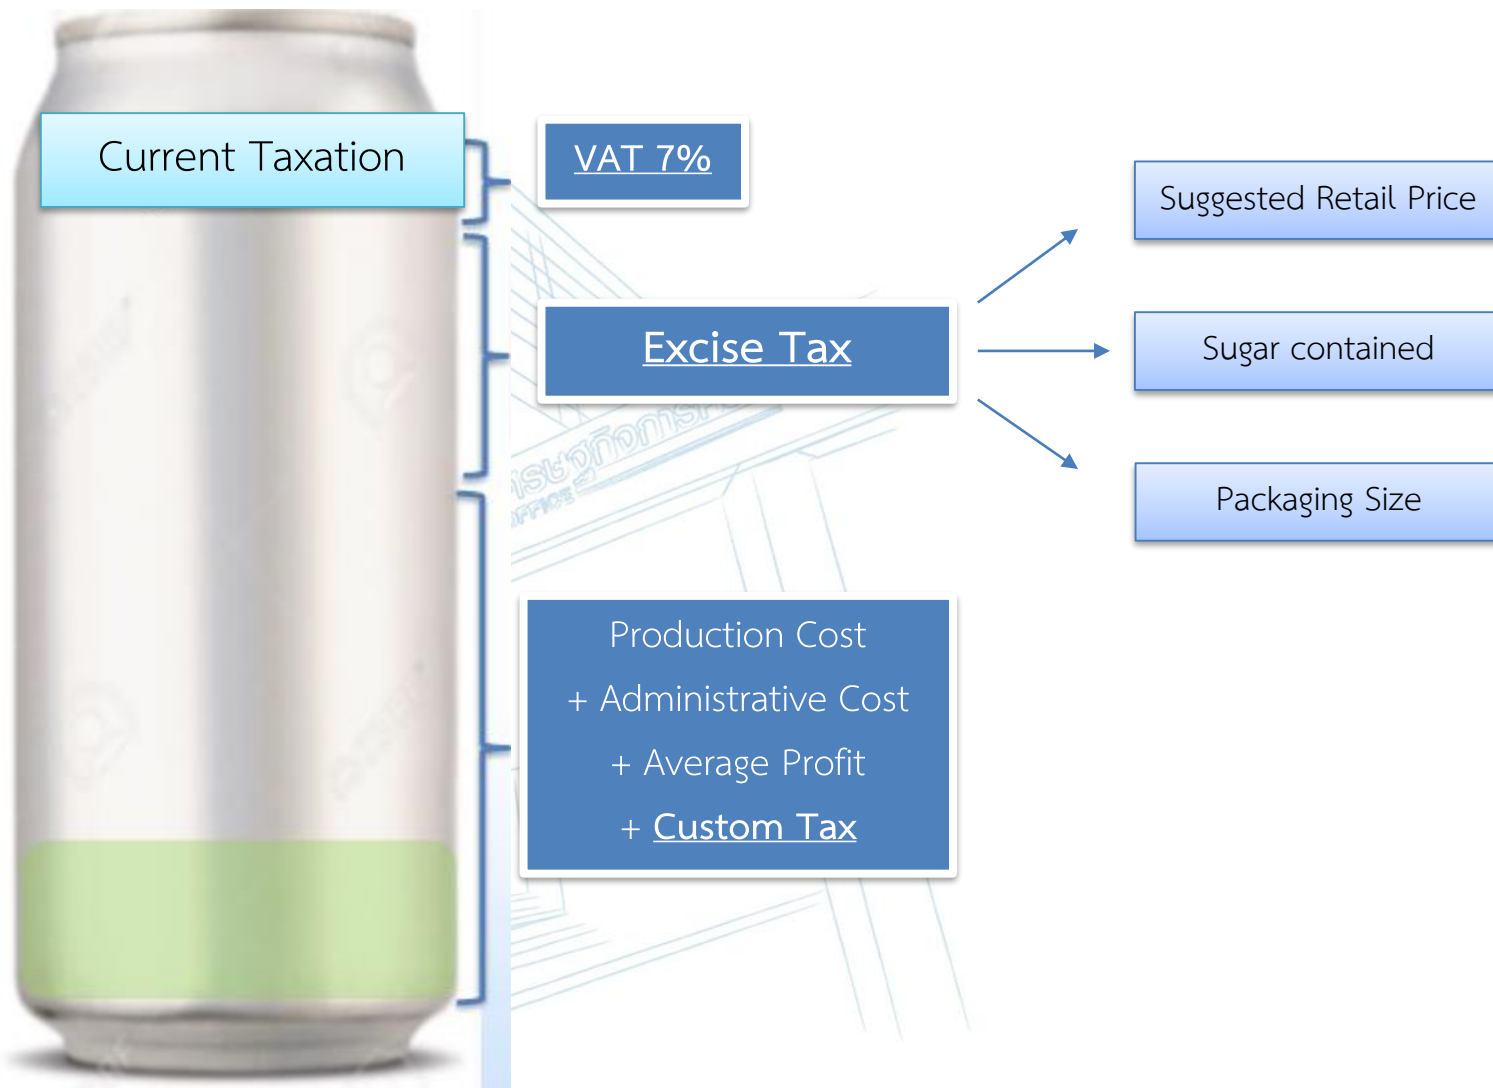 Current Taxation
VAT 7%
Suggested Retail Price
Excise Tax
Sugar contained
Packaging Size
Production Cost
+ Administrative Cost
+ Average Profit
+ Custom Tax
OFFICE